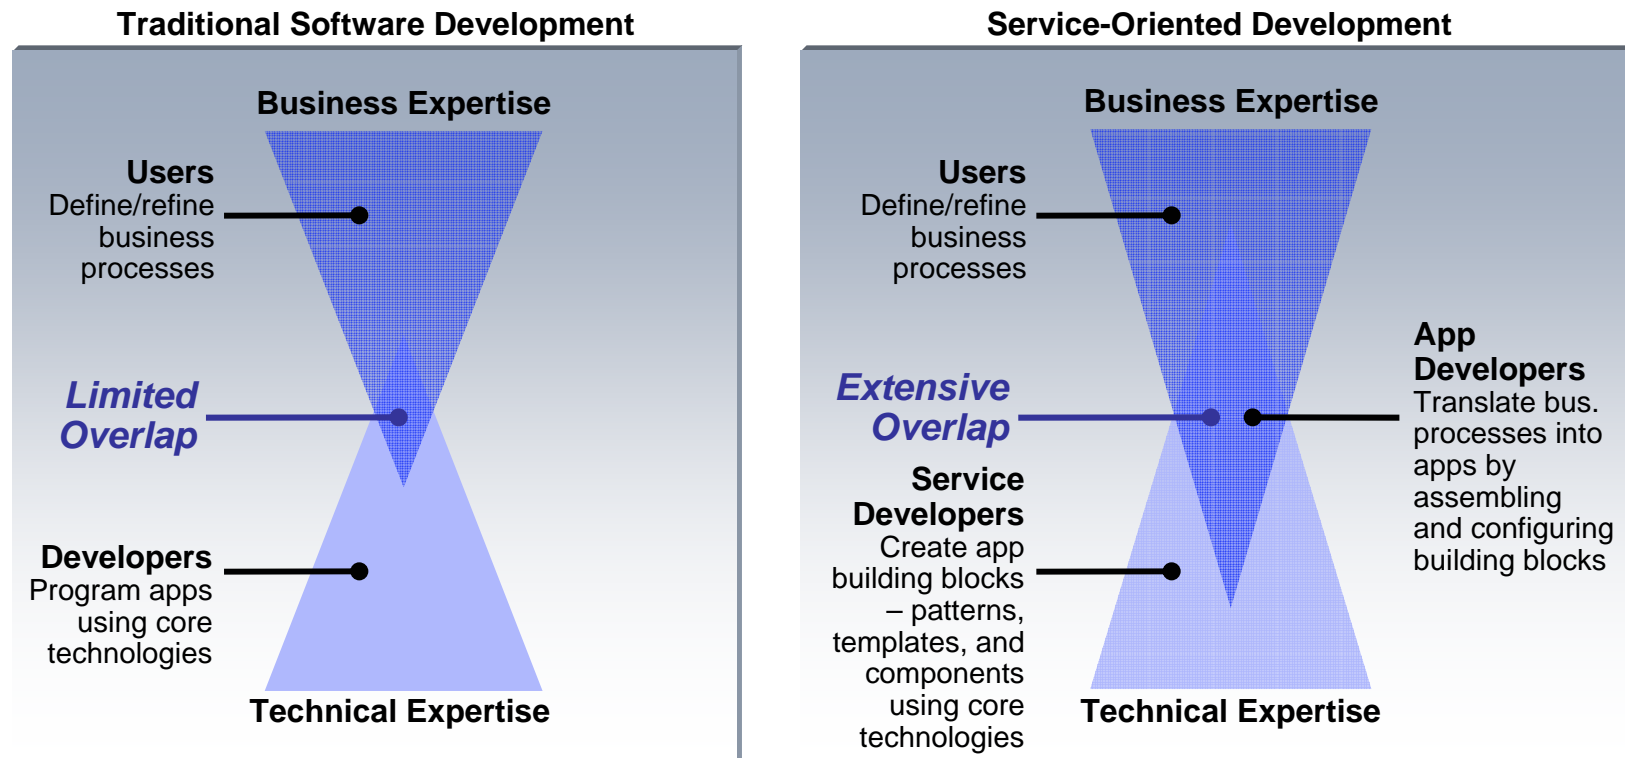 Traditional Software Development
Business Expertise
Users
Define/refine
business
processes
Limited
Overlap
Developers
Program apps
using core
technologies
Technical Expertise
Service-Oriented Development
Business Expertise
Users
Define/refine
business
processes
Extensive
Overlap
App
Developers
Translate bus.
processes into
apps by
assembling
and configuring
building blocks
Service
Developers
Create app
building blocks
– patterns,
templates, and
components
using core
technologies
Technical Expertise